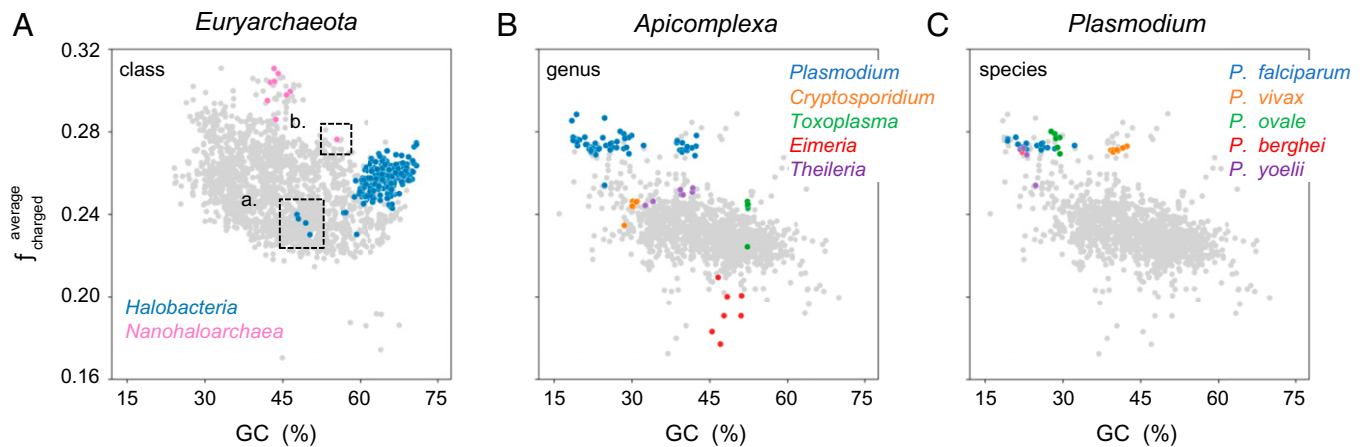 A
Euryarchaeota
class
b.
a.
Halobacteria
Nanohaloarchaea
0.32
0.28
0.24
0.20
0.16
f average charged
15 30 45 60 75
GC (%)
B
Apicomplexa
genus
Plasmodium
Cryptosporidium
Toxoplasma
Eimeria
Theileria
15 30 45 60 75
GC (%)
C
Plasmodium
species
P. falciparum
P. vivax
P. ovale
P. berghei
P. yoelii
15 30 45 60 75
GC (%)